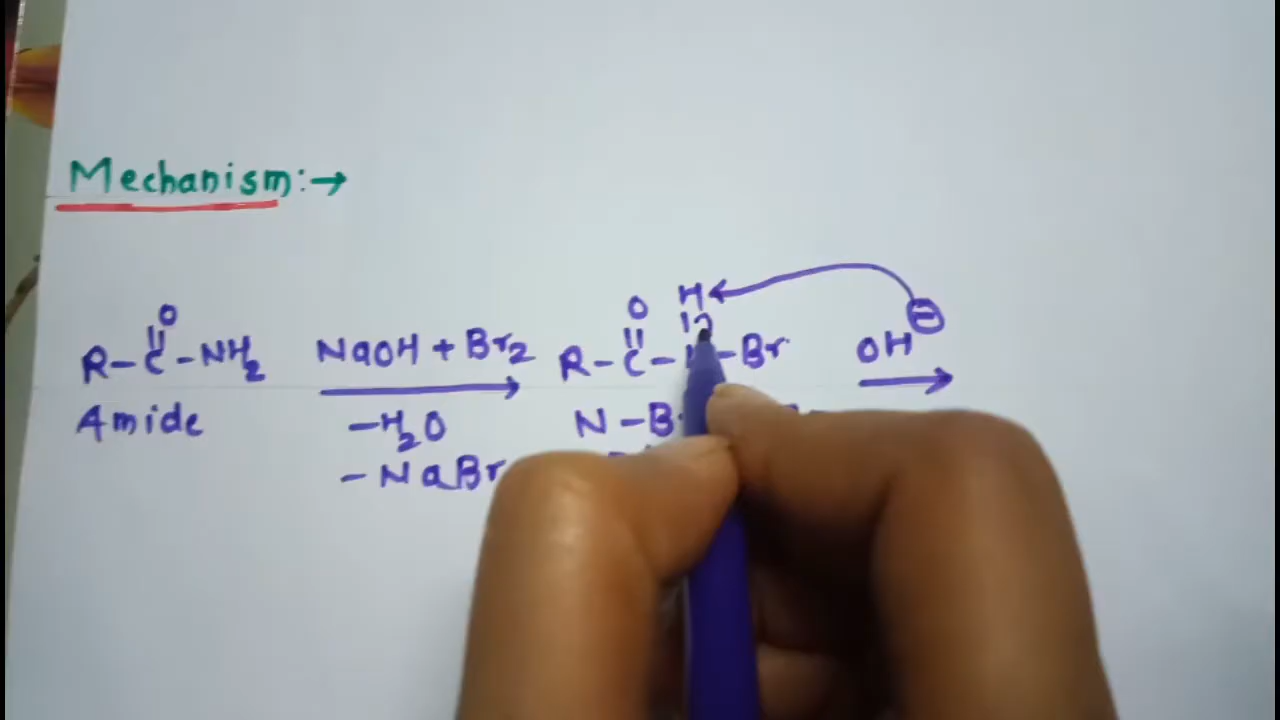 Mechanism:→
O H
R-C-NH2 NaOH + Br2 R-C- -Br OH⊖
Amide -H2O N-B
-NaBr